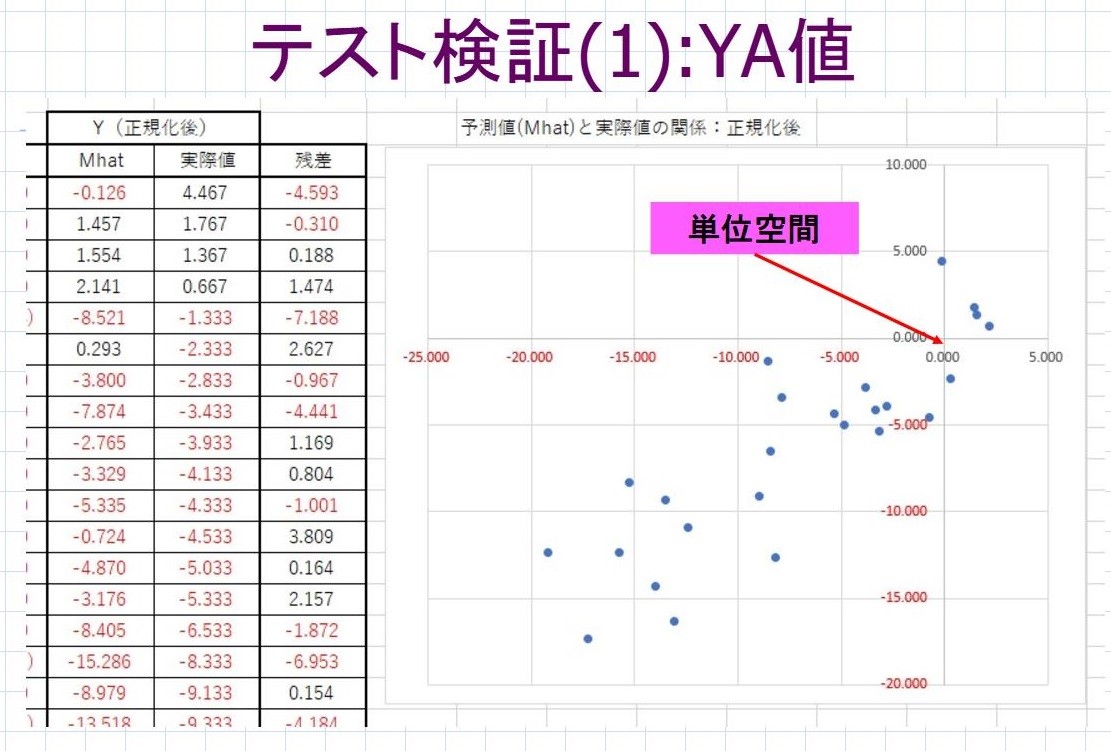 テスト検証(1):YA値
Y（正規化後）
Mhat 実際値 残差
-0.126 4.467 -4.593
1.457 1.767 -0.310
1.554 1.367 0.188
2.141 0.667 1.474
-8.521 -1.333 -7.188
0.293 -2.333 2.627
-3.800 -2.833 -0.967
-7.874 -3.433 -4.441
-2.765 -3.933 1.169
-3.329 -4.133 0.804
-5.335 -4.333 -1.001
-0.724 -4.533 3.809
-4.870 -5.033 0.164
-3.176 -5.333 2.157
-8.405 -6.533 -1.872
-15.286 -8.333 -6.953
-8.979 -9.133 0.154
-13.518 -9.333 -4.184
予測値(Mhat)と実際値の関係：正規化後
10.000
単位空間
5.000
0.000
-25.000 -20.000 -15.000 -10.000 -5.000 0.000 5.000
-5.000
-10.000
-15.000
-20.000